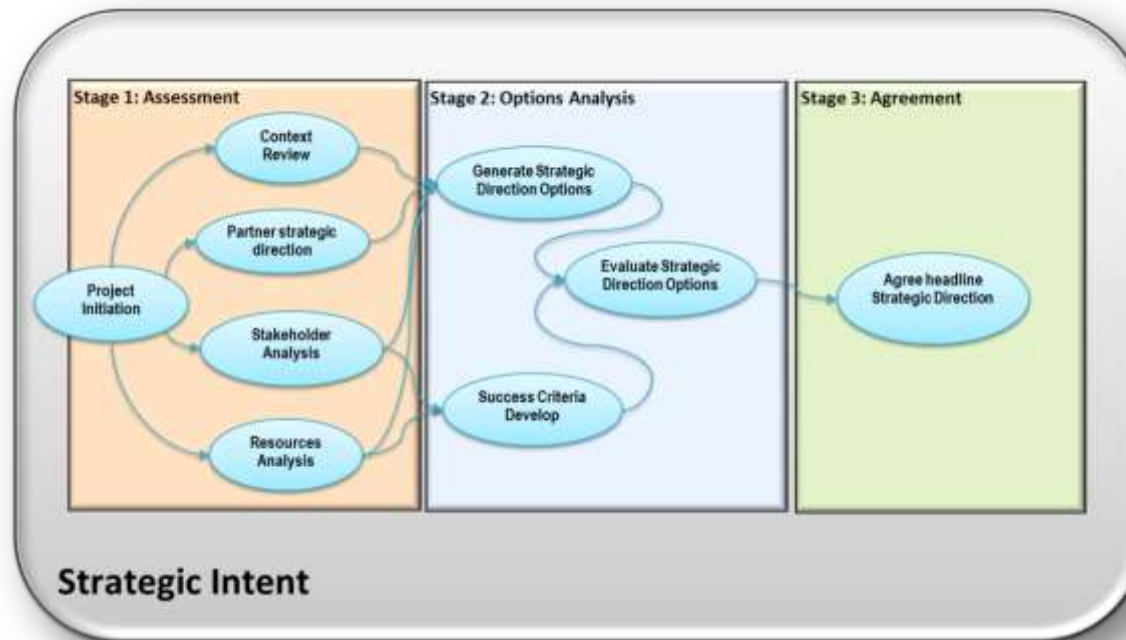 Stage 1: Assessment
Context
Review
Partner strategic
direction
Project
Initiation
Stakeholder
Analysis
Resources
Analysis
Stage 2: Options Analysis
Generate Strategic
Direction Options
Evaluate Strategic
Direction Options
Success Criteria
Develop
Stage 3: Agreement
Agree headline
Strategic Direction
Strategic Intent